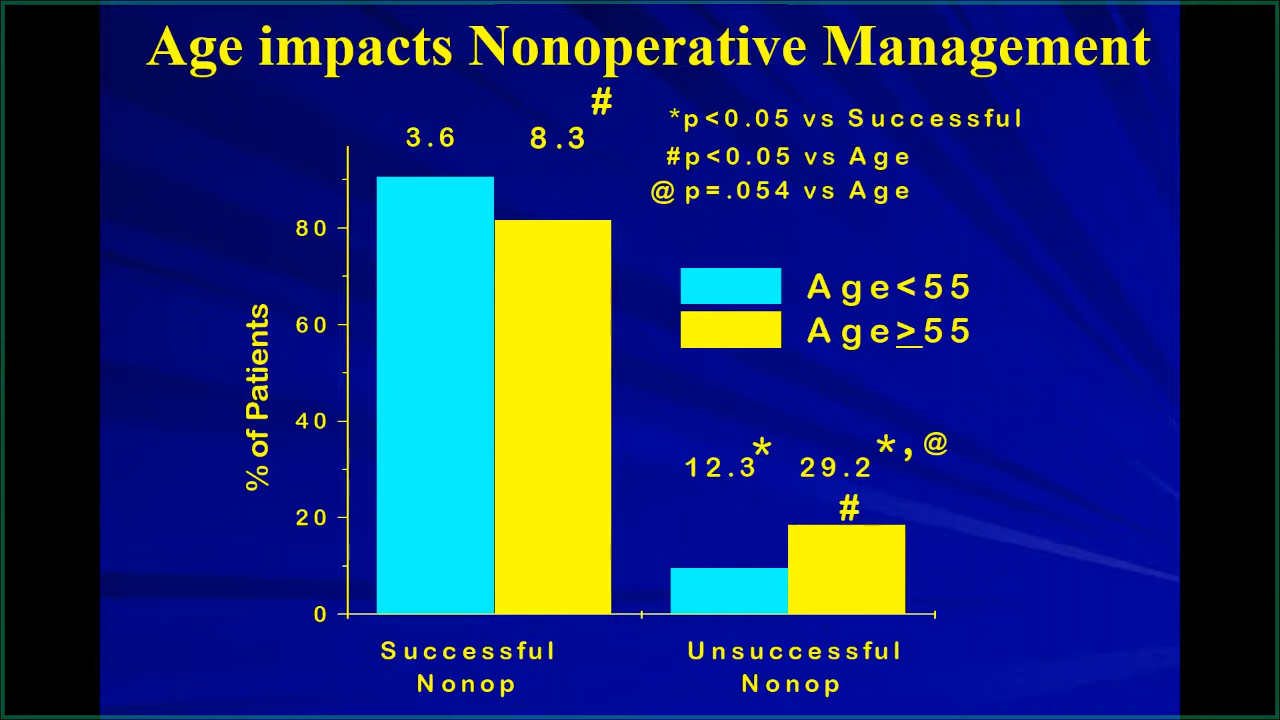 Age impacts Nonoperative Management
#
3.6 8.3
*p<0.05 vs Successful
#p<0.05 vs Age
@ p=.054 vs Age
80
60
40
20
0
% of Patients
Age<55
Age≥55
12.3* 29.2 *,@
#
Successful
Nonop
Unsuccessful
Nonop